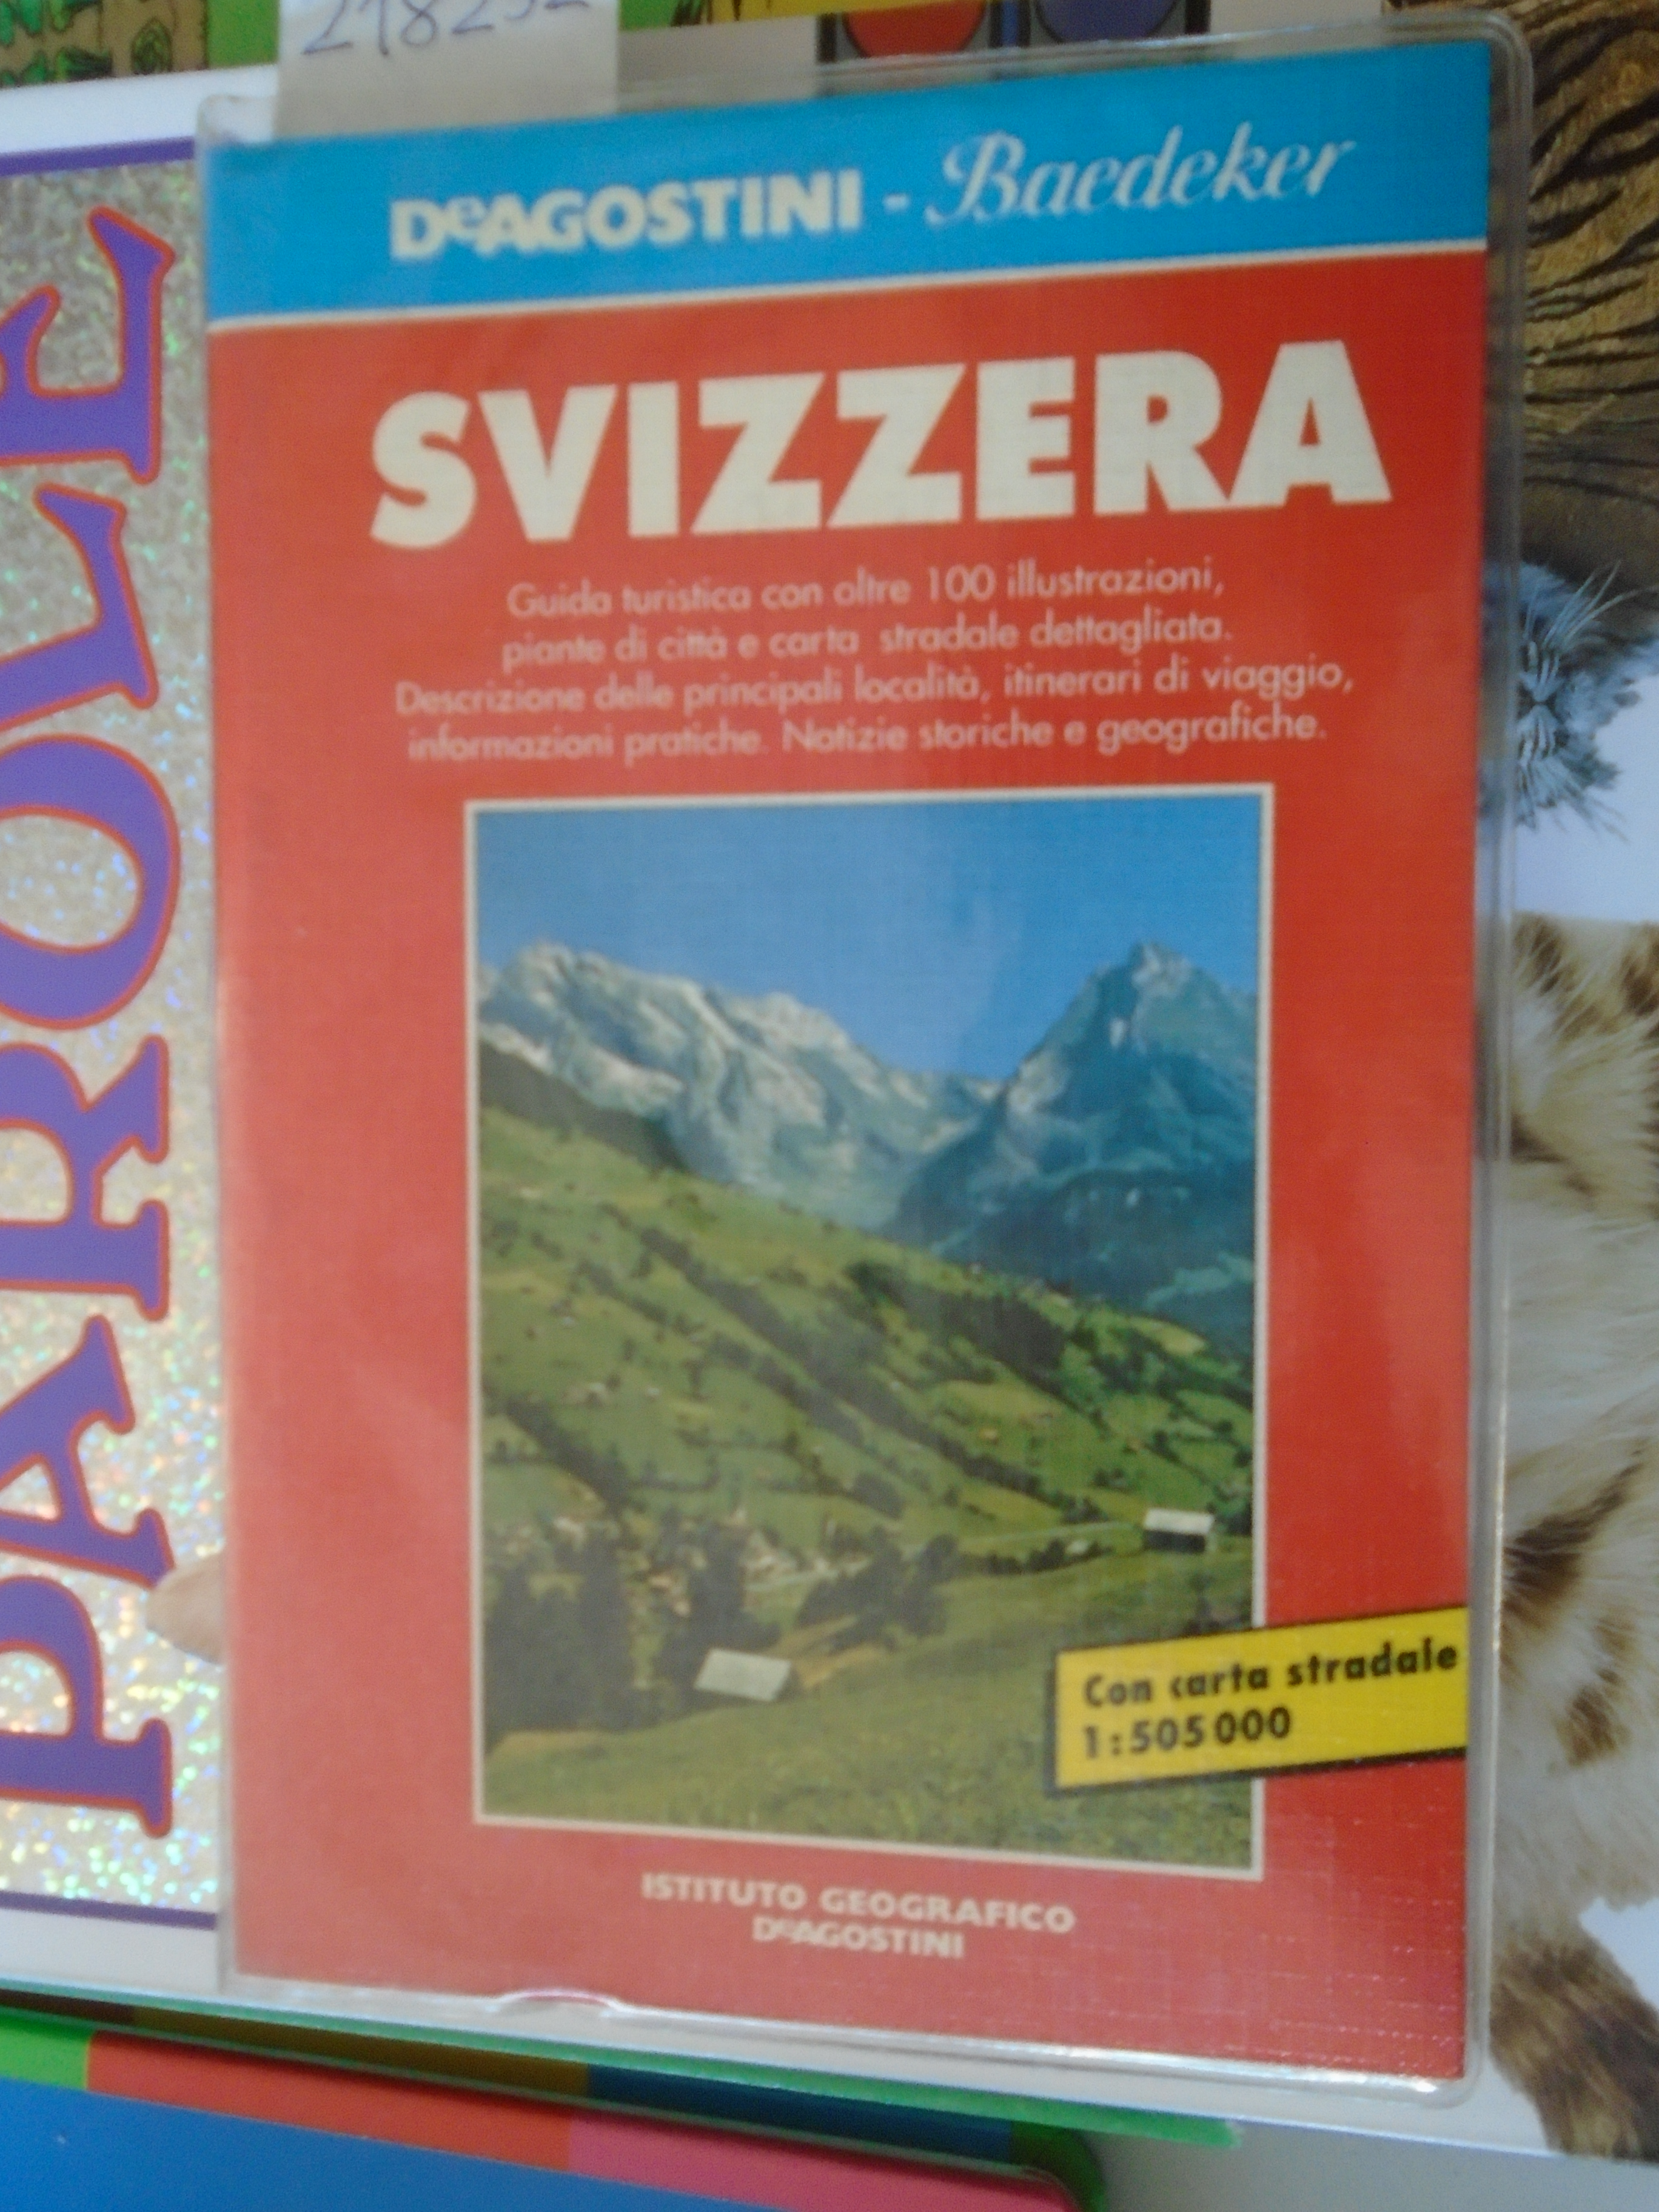 DeAGOSTINI - Baedeker
SVIZZERA
Guida turistica con oltre 100 illustrazioni,
piante di città e carta stradale dettagliata.
Descrizione delle principali località, itinerari di viaggio,
informazioni pratiche. Notizie storiche e geografiche.
Con carta stradale
1:505000
ISTITUTO GEOGRAFICO
DeAGOSTINI
PAROLE